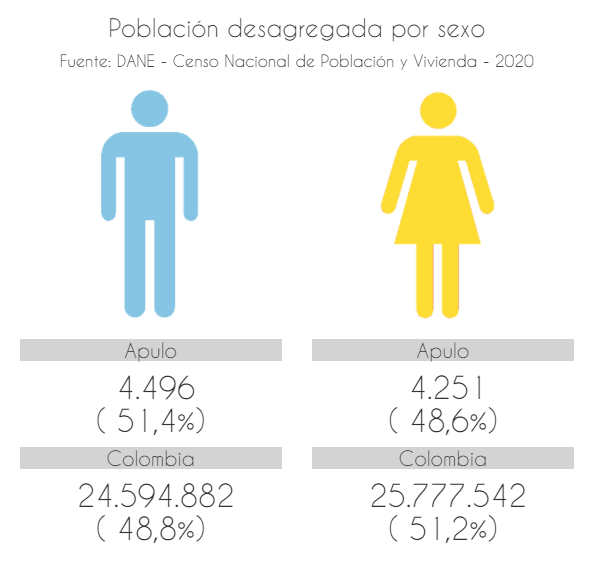 Población desagregada por sexo
Fuente: DANE - Censo Nacional de Población y Vivienda - 2020
Apulo
4.496
( 51,4%)
Colombia
24.594.882
( 48,8%)
Apulo
4.251
( 48,6%)
Colombia
25.777.542
( 51,2%)